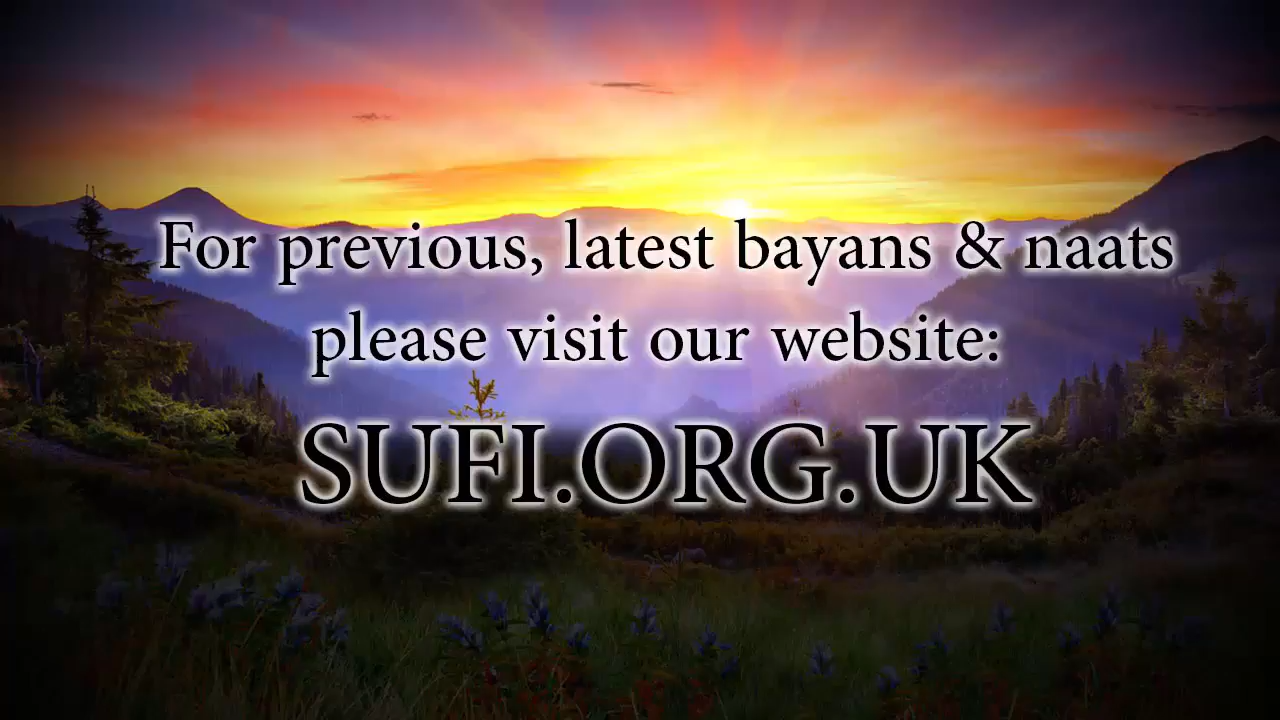 For previous, latest bayans & naats
please visit our website:
SUFI.ORG.UK